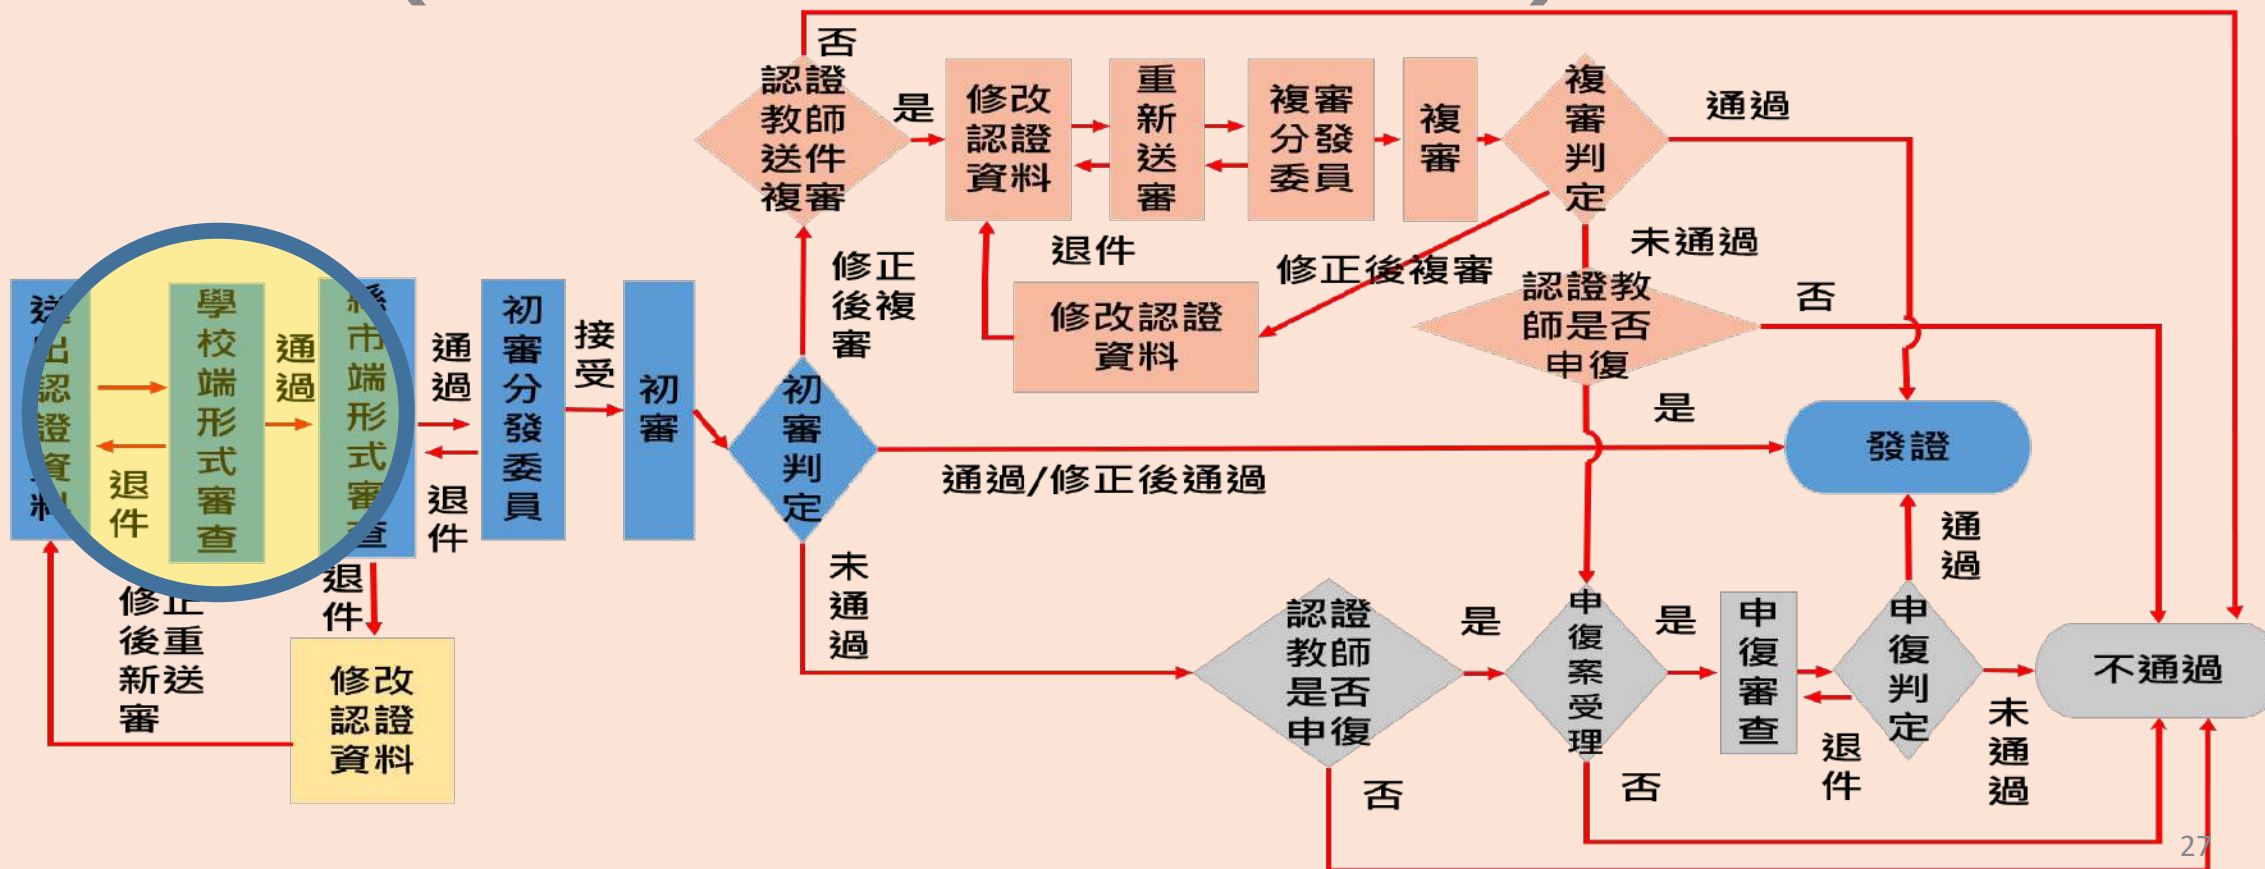 否
認證
教師
送件
複審
是
修改
認證
資料
重
新
送
審
複審
分發
委員
複
審
複
審
判
定
通過
未通過
退件
修正後複審
修改認證
資料
認證教
師是否
申復
否
是
修正
後複
審
送
出
認
證
資
料
退
件
學
校
端
形
式
審
查
通
過
縣
市
端
形
式
審
查
通
過
退
件
初
審
分
發
委
員
接
受
初
審
初
審
判
定
通過/修正後通過
發證
未
通
過
退
件
修正
後重
新送
審
修改
認證
資料
認證
教師
是否
申復
是
否
申
復
案
受
理
是
否
申
復
審
查
退
件
申
復
判
定
通
過
未
通
過
不通過
27